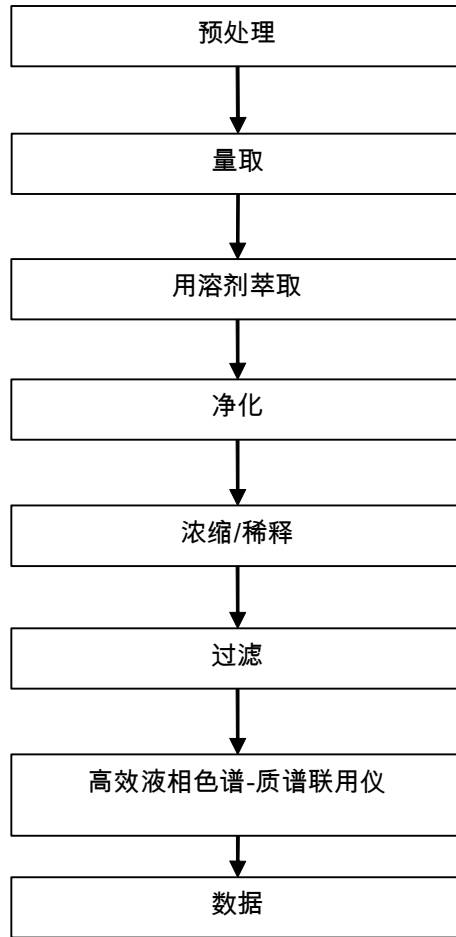 预处理
量取
用溶剂萃取
净化
浓缩/稀释
过滤
高效液相色谱-质谱联用仪
数据